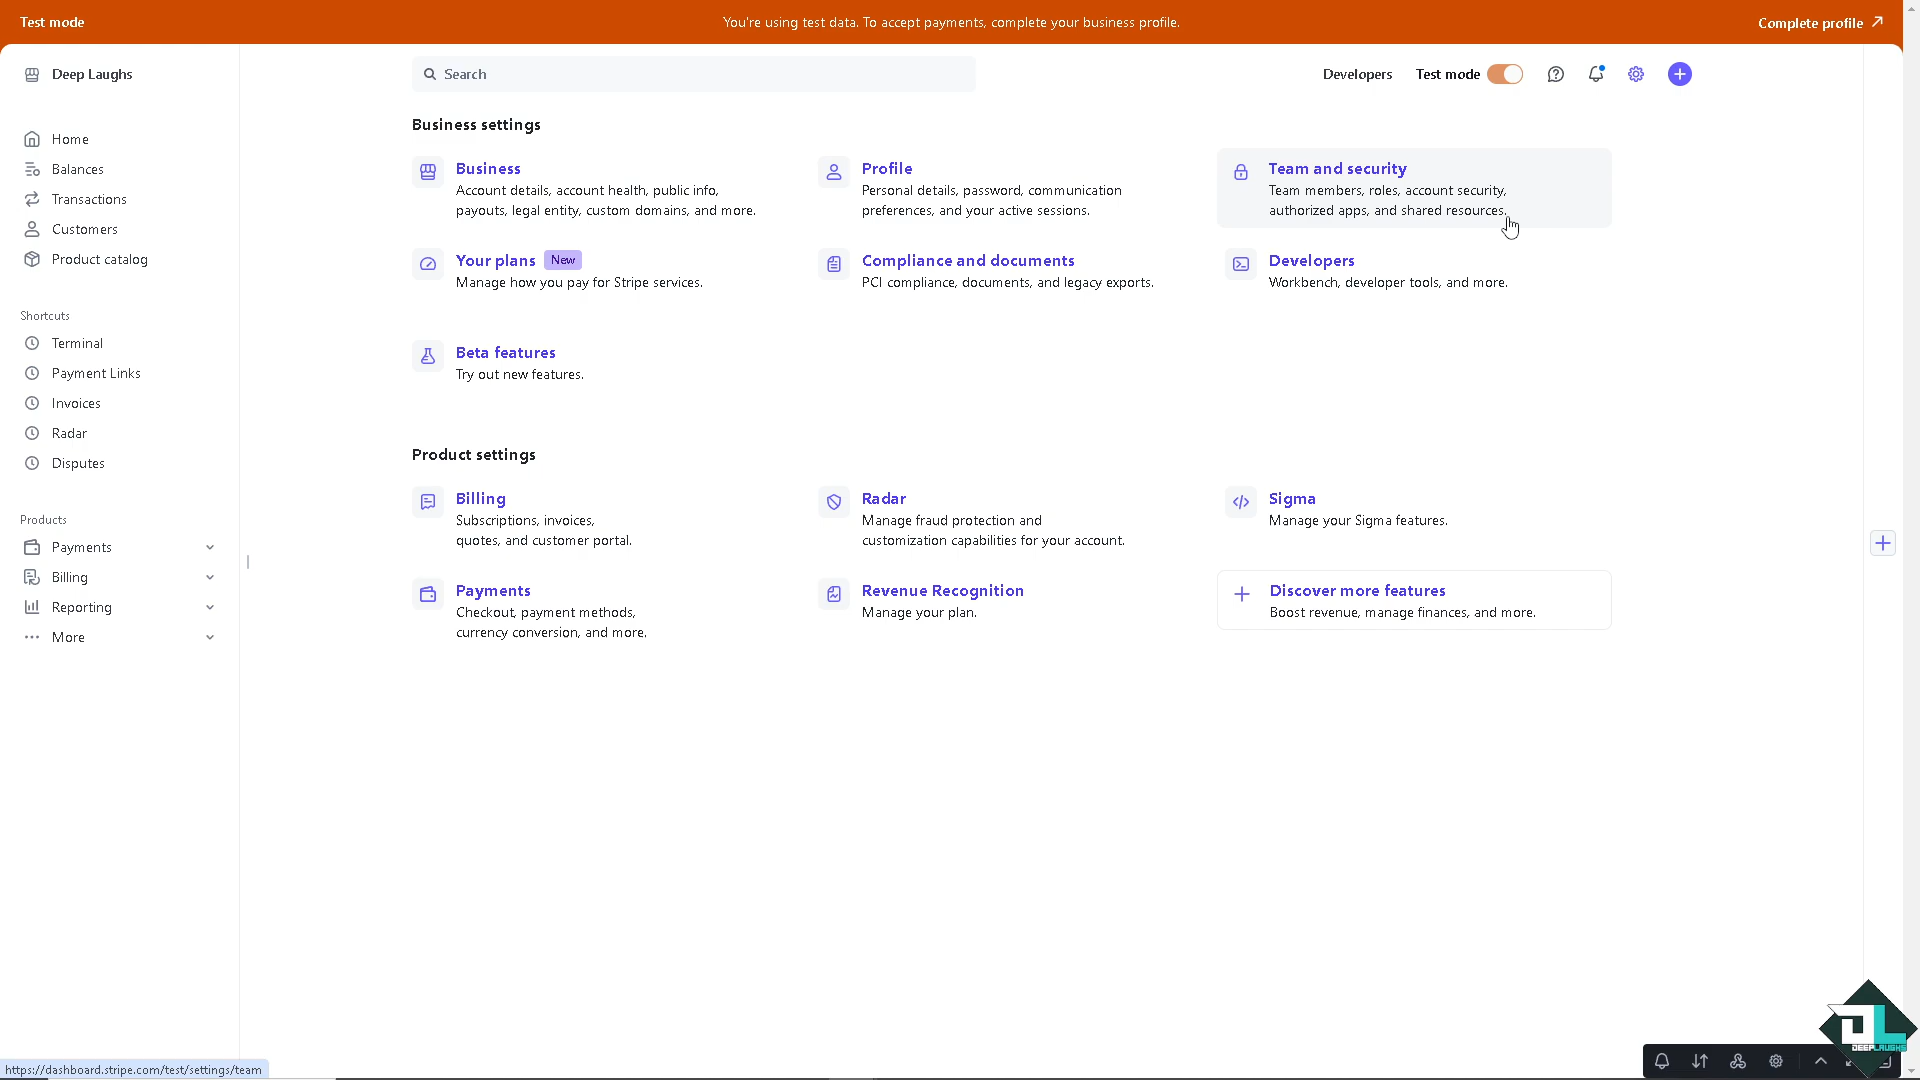 Test mode
You're using test data. To accept payments, complete your business profile.
Complete profile
Deep Laughs
Search
Developers
Test mode
Home
Balances
Transactions
Customers
Product catalog
Shortcuts
Terminal
Payment Links
Invoices
Radar
Disputes
Products
Payments
Billing
Reporting
More
Business settings
Business
Account details, account health, public info,
payouts, legal entity, custom domains, and more.
Profile
Personal details, password, communication
preferences, and your active sessions.
Team and security
Team members, roles, account security,
authorized apps, and shared resources.
Your plans New
Manage how you pay for Stripe services.
Compliance and documents
PCI compliance, documents, and legacy exports.
Developers
Workbench, developer tools, and more.
Beta features
Try out new features.
Product settings
Billing
Subscriptions, invoices,
quotes, and customer portal.
Radar
Manage fraud protection and
customization capabilities for your account.
Sigma
Manage your Sigma features.
Payments
Checkout, payment methods,
currency conversion, and more.
Revenue Recognition
Manage your plan.
Discover more features
Boost revenue, manage finances, and more.
https://dashboard.stripe.com/test/settings/team
DL
DEEPLAUGHS